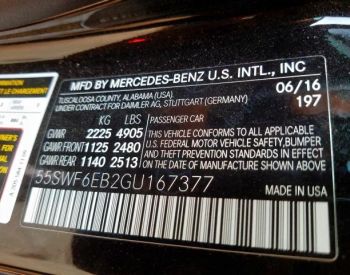 MFD BY MERCEDES-BENZ U.S. INTL., INC
TUSCALOOSA COUNTY, ALABAMA (USA).
UNDER CONTRACT FOR DAIMLER AG, STUTTGART (GERMANY)
06/16
197
KG LBS PASSENGER CAR
GVWR 2225 4905
GAWR FRONT 1125 2480
GAWR REAR 1140 2513
THIS VEHICLE CONFORMS TO ALL APPLICABLE
U.S. FEDERAL MOTOR VEHICLE SAFETY, BUMPER
AND THEFT PREVENTION STANDARDS IN EFFECT
ON THE DATE OF MANUFACTURE SHOWN ABOVE.
55SWF6EB2GU167377